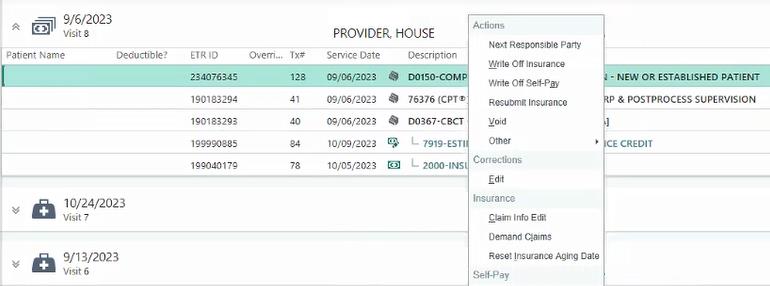 9/6/2023
Visit 8
PROVIDER, HOUSE
Patient Name Deductible? ETR ID Overri... Tx# Service Date Description
234076345 128 09/06/2023 D0150-COMP N - NEW OR ESTABLISHED PATIENT
190183294 41 09/06/2023 76376 (CPT® RP & POSTPROCESS SUPERVISION
190183293 40 09/06/2023 D0367-CBCT
199990885 84 10/09/2023 7919-ESTI CE CREDIT
199040179 78 10/05/2023 2000-INSU
10/24/2023
Visit 7
9/13/2023
Visit 6
Actions
Next Responsible Party
Write Off Insurance
Write Off Self-Pay
Resubmit Insurance
Void
Other
Corrections
Edit
Insurance
Claim Info Edit
Demand Claims
Reset Insurance Aging Date
Self-Pay